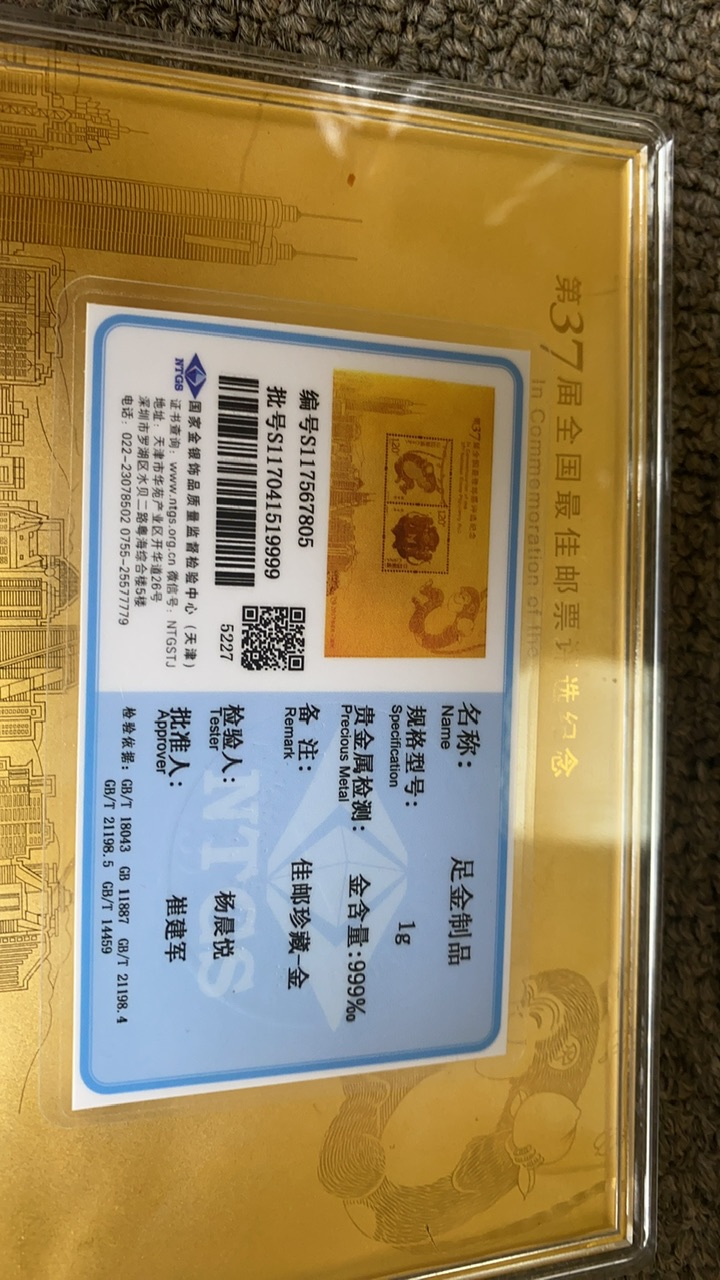 第37届全国最佳邮票评选纪念
In Commemoration of the
编号S117567805
批号S117041519999
5227
NTGS
国家金银饰品质量监督检验中心（天津）
证书查询：www.ntgs.org.cn 微信号：NTGSTJ
地址：天津市华苑产业区开华道26号
深圳市罗湖区水贝二路粤海综合楼5楼
电话：022-23078502 0755-25577779
名称： 足金制品
Name
规格型号： 1g
Specification
贵金属检测： 金含量:999‰
Precious Metal
备 注： 佳邮珍藏-金
Remark
检验人： 杨晨悦
Tester
批准人： 崔建军
Approver
检验依据：GB/T 18043 GB 11887 GB/T 21198.4
GB/T 21198.5 GB/T 14459
NTGS